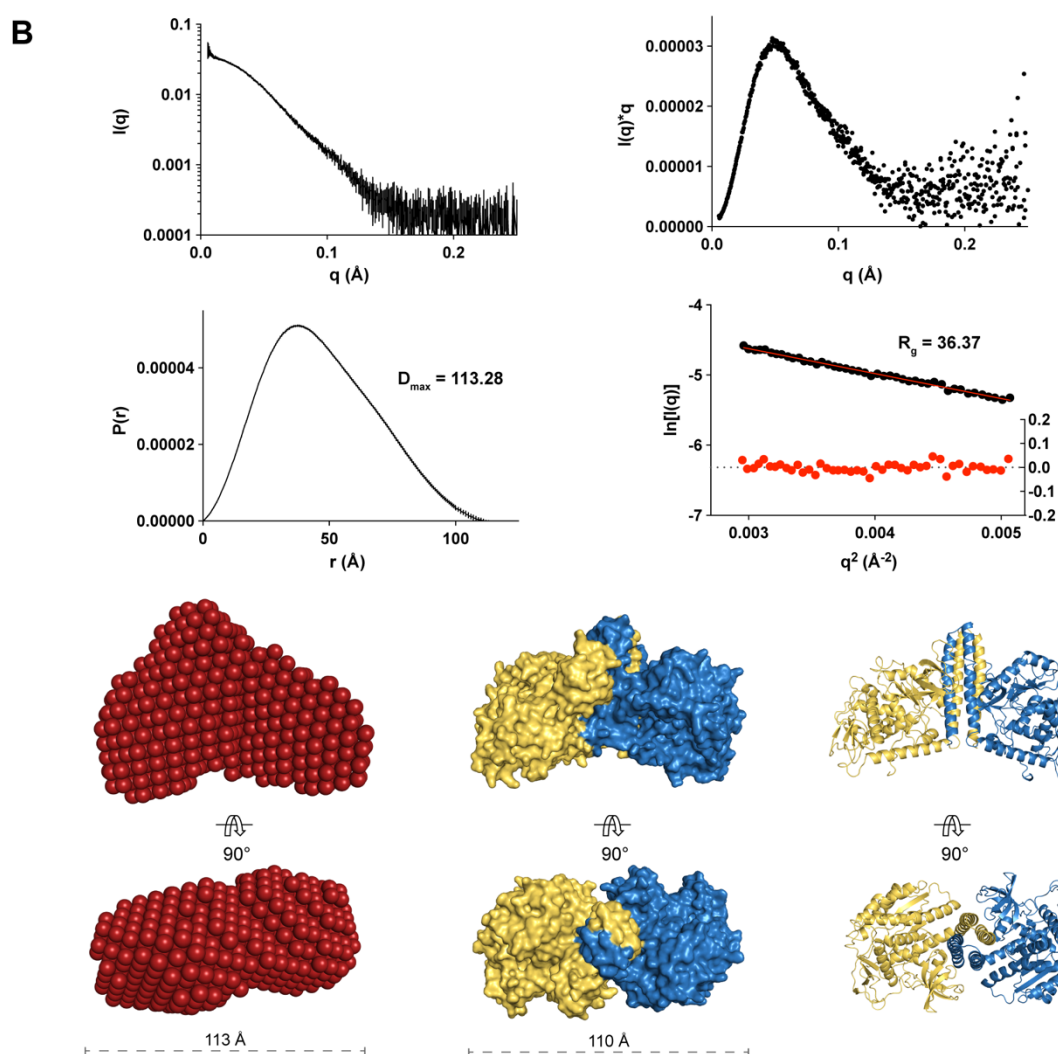 B
0.1
0.01
0.001
0.0001
I(q)
0.0
0.1
0.2
q (Å)
0.00003
0.00002
0.00001
0.00000
I(q)*q
0.0
0.1
0.2
q (Å)
0.00004
0.00002
0.00000
P(r)
Dmax = 113.28
0
50
100
r (Å)
-4
-5
-6
-7
ln[I(q)]
Rg = 36.37
0.2
0.1
0.0
-0.1
-0.2
0.003
0.004
0.005
q² (Å⁻²)
90°
90°
90°
113 Å
110 Å